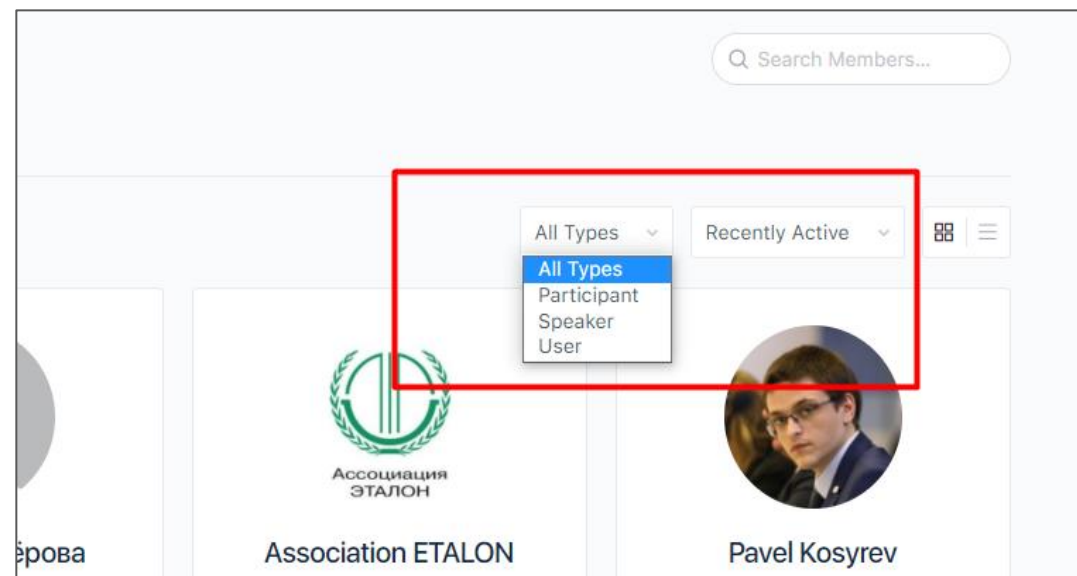 Search Members...
All Types
Recently Active
All Types
Participant
Speaker
User
Ассоциация
ЭТАЛОН
ёрова
Association ETALON
Pavel Kosyrev